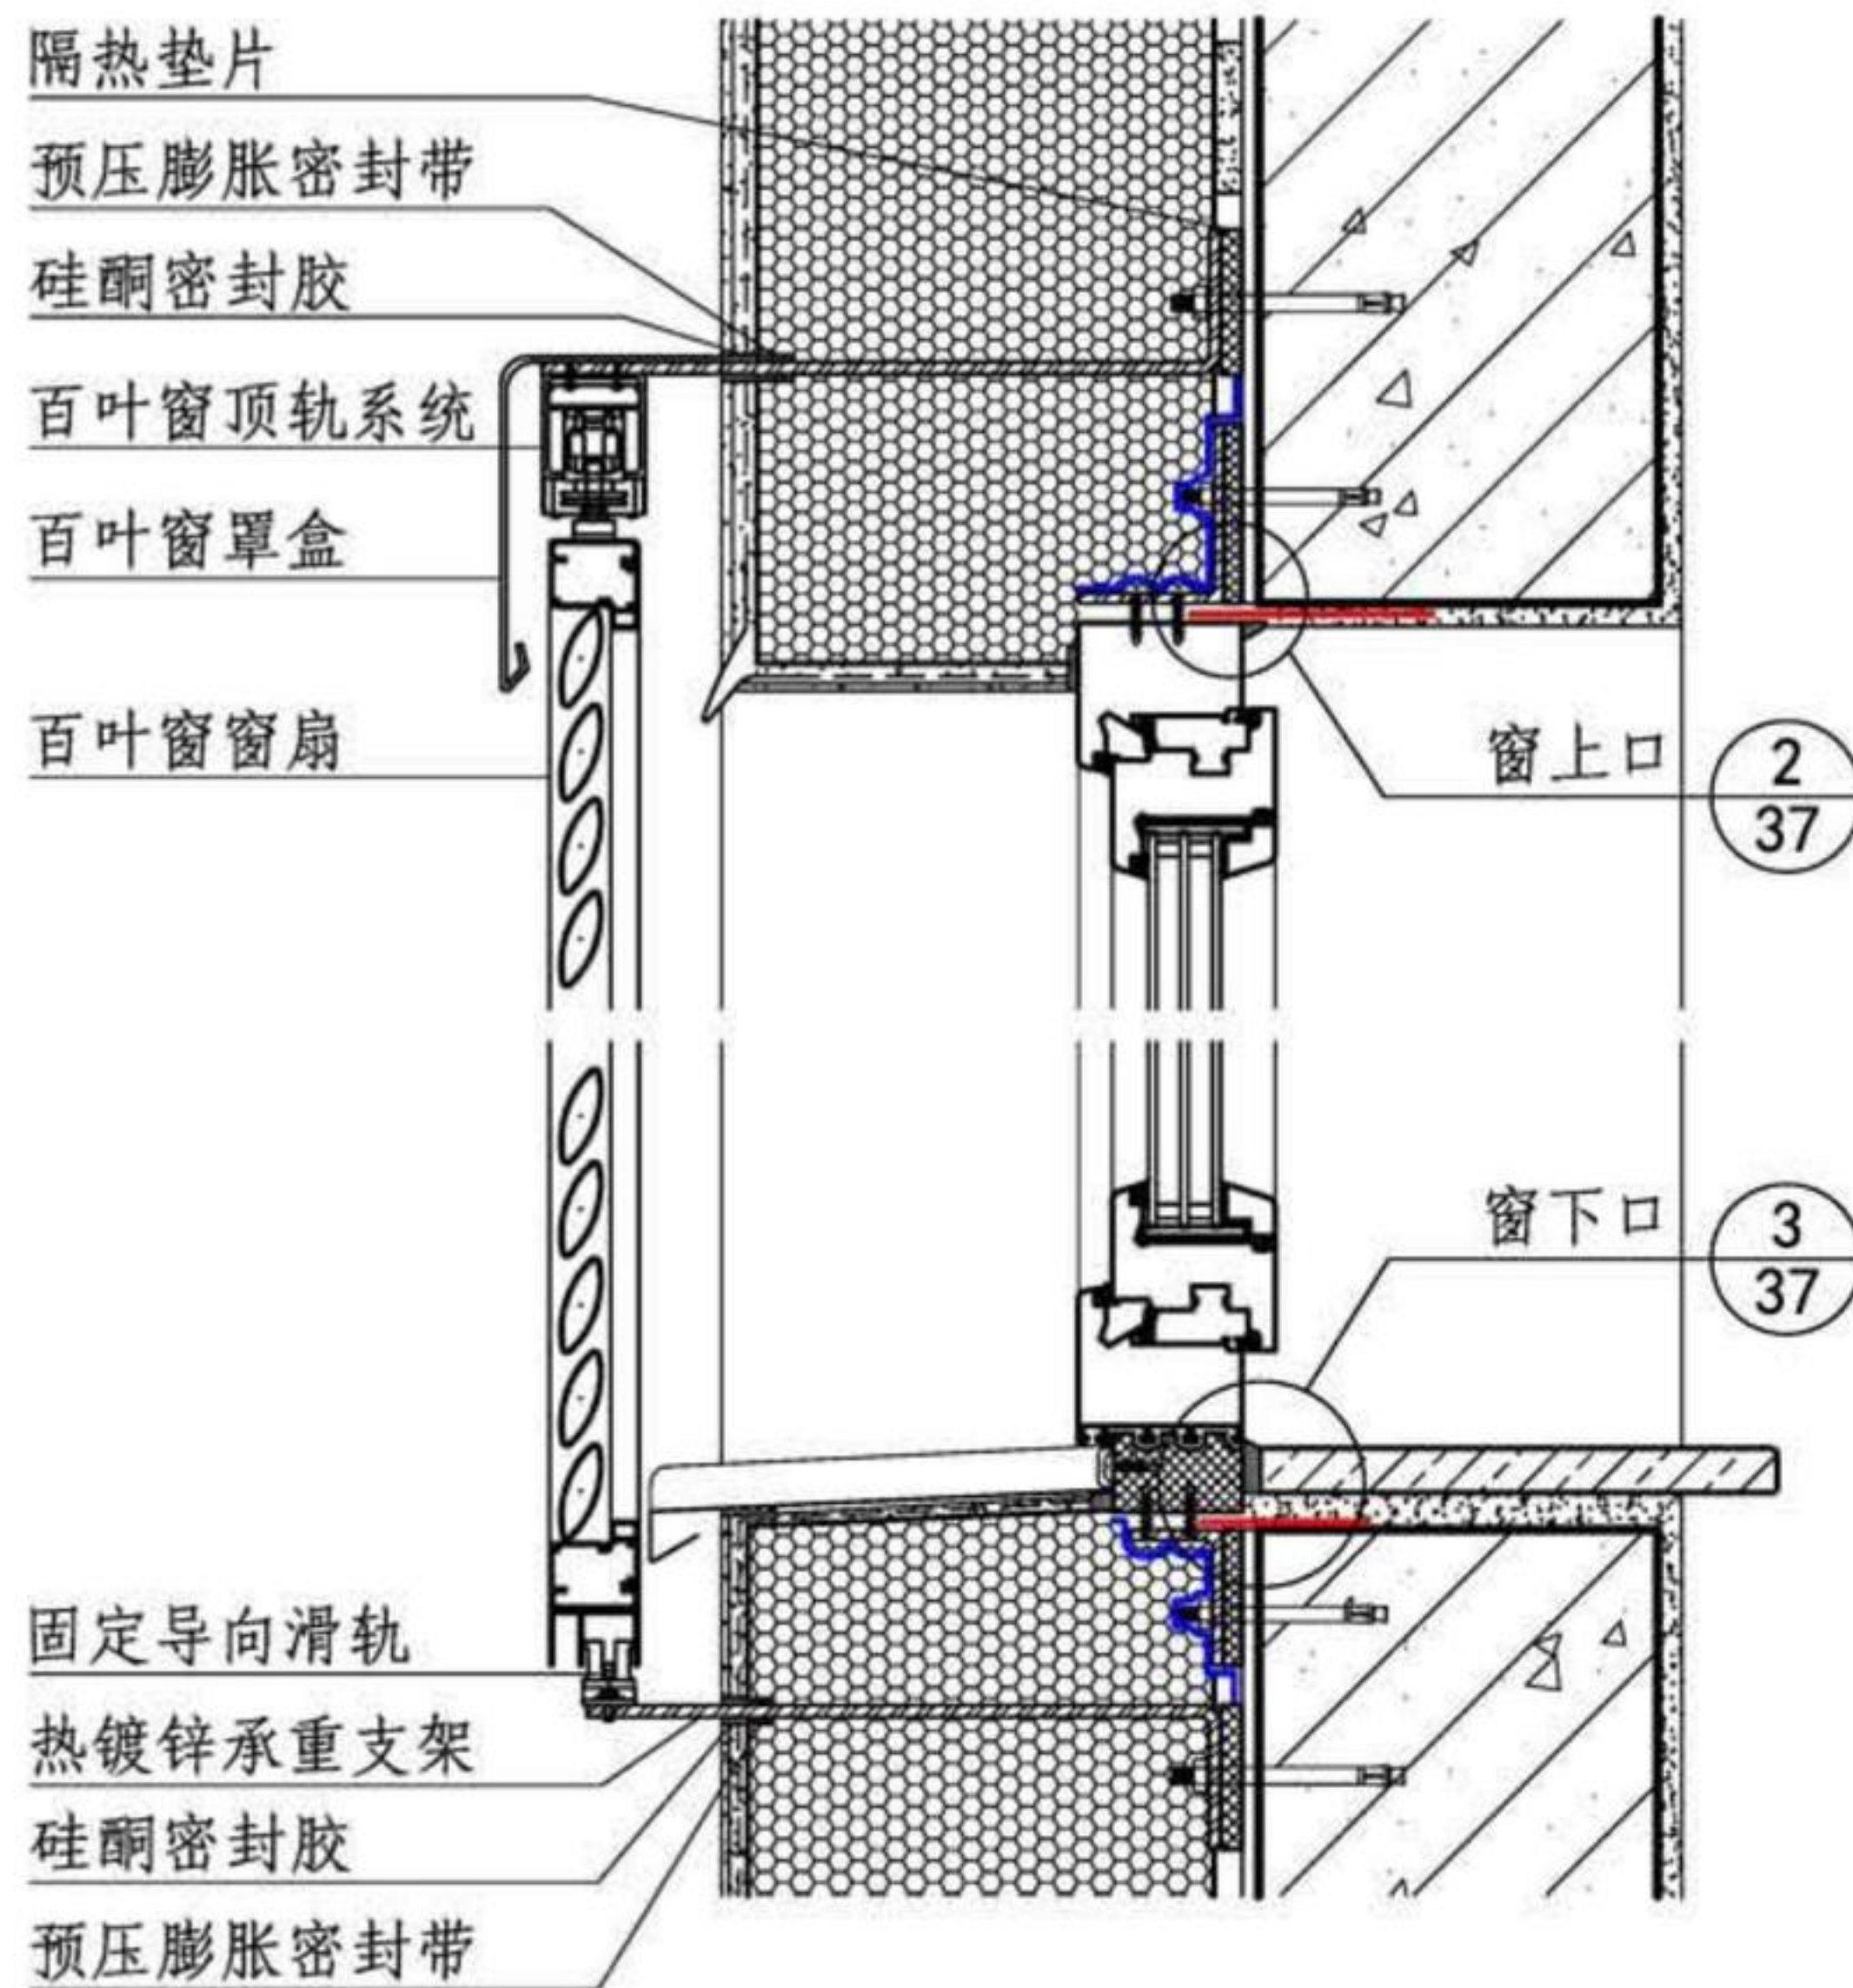 隔热垫片
预压膨胀密封带
硅酮密封胶
百叶窗顶轨系统
百叶窗罩盒
百叶窗窗扇
窗上口
2
37
窗下口
3
37
固定导向滑轨
热镀锌承重支架
硅酮密封胶
预压膨胀密封带